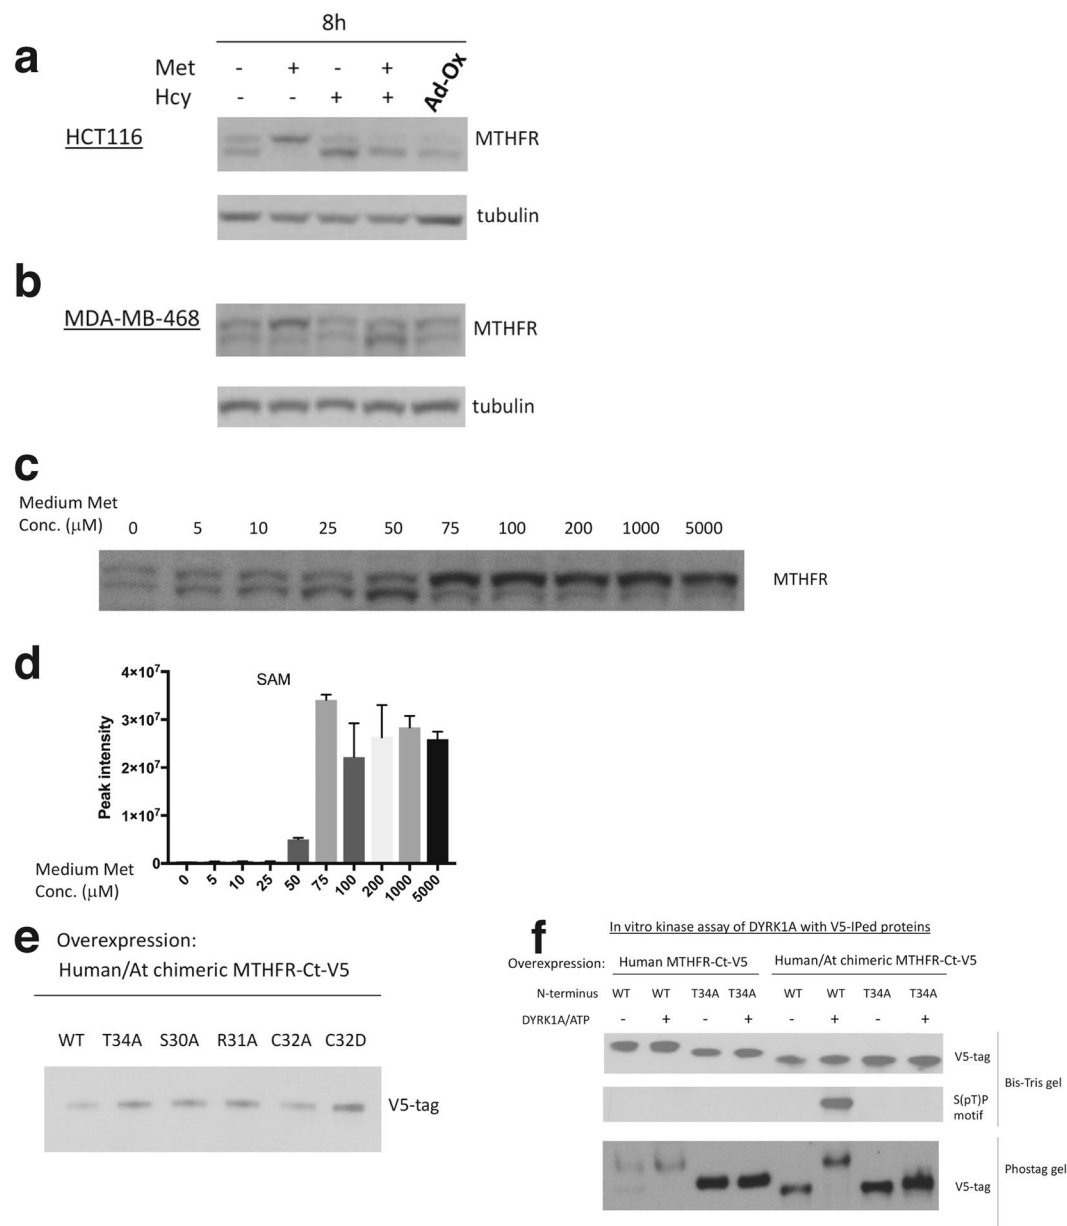 8h
a
Met - + - + Ad-Ox
Hcy - - + +
HCT116
MTHFR
tubulin
b
MDA-MB-468
MTHFR
tubulin
c
Medium Met
Conc. (μM) 0 5 10 25 50 75 100 200 1000 5000
MTHFR
d
SAM
4×10⁷
3×10⁷
2×10⁷
1×10⁷
0
Peak intensity
Medium Met
Conc. (μM)
0 5 10 25 50 75 100 200 1000 5000
e Overexpression:
Human/At chimeric MTHFR-Ct-V5
WT T34A S30A R31A C32A C32D
V5-tag
f
In vitro kinase assay of DYRK1A with V5-IPed proteins
Overexpression: Human MTHFR-Ct-V5 Human/At chimeric MTHFR-Ct-V5
N-terminus WT WT T34A T34A WT WT T34A T34A
DYRK1A/ATP - + - + - + - +
V5-tag
Bis-Tris gel
S(pT)P
motif
Phostag gel
V5-tag